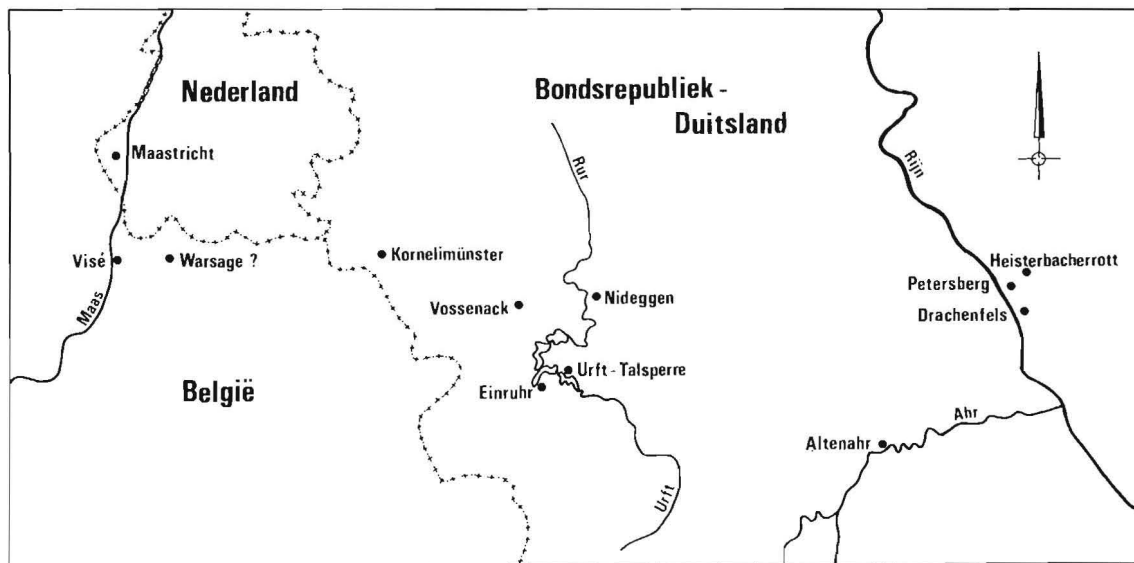 Nederland
Bondsrepubliek -
Duitsland
Maastricht
Rur
Rijn
Visé
Warsage ?
Kornelimünster
Heisterbacherrott
Petersberg
Maas
Vossenack
Nideggen
Drachenfels
Urft - Talsperre
België
Einruhr
Ahr
Altenahr
Urft